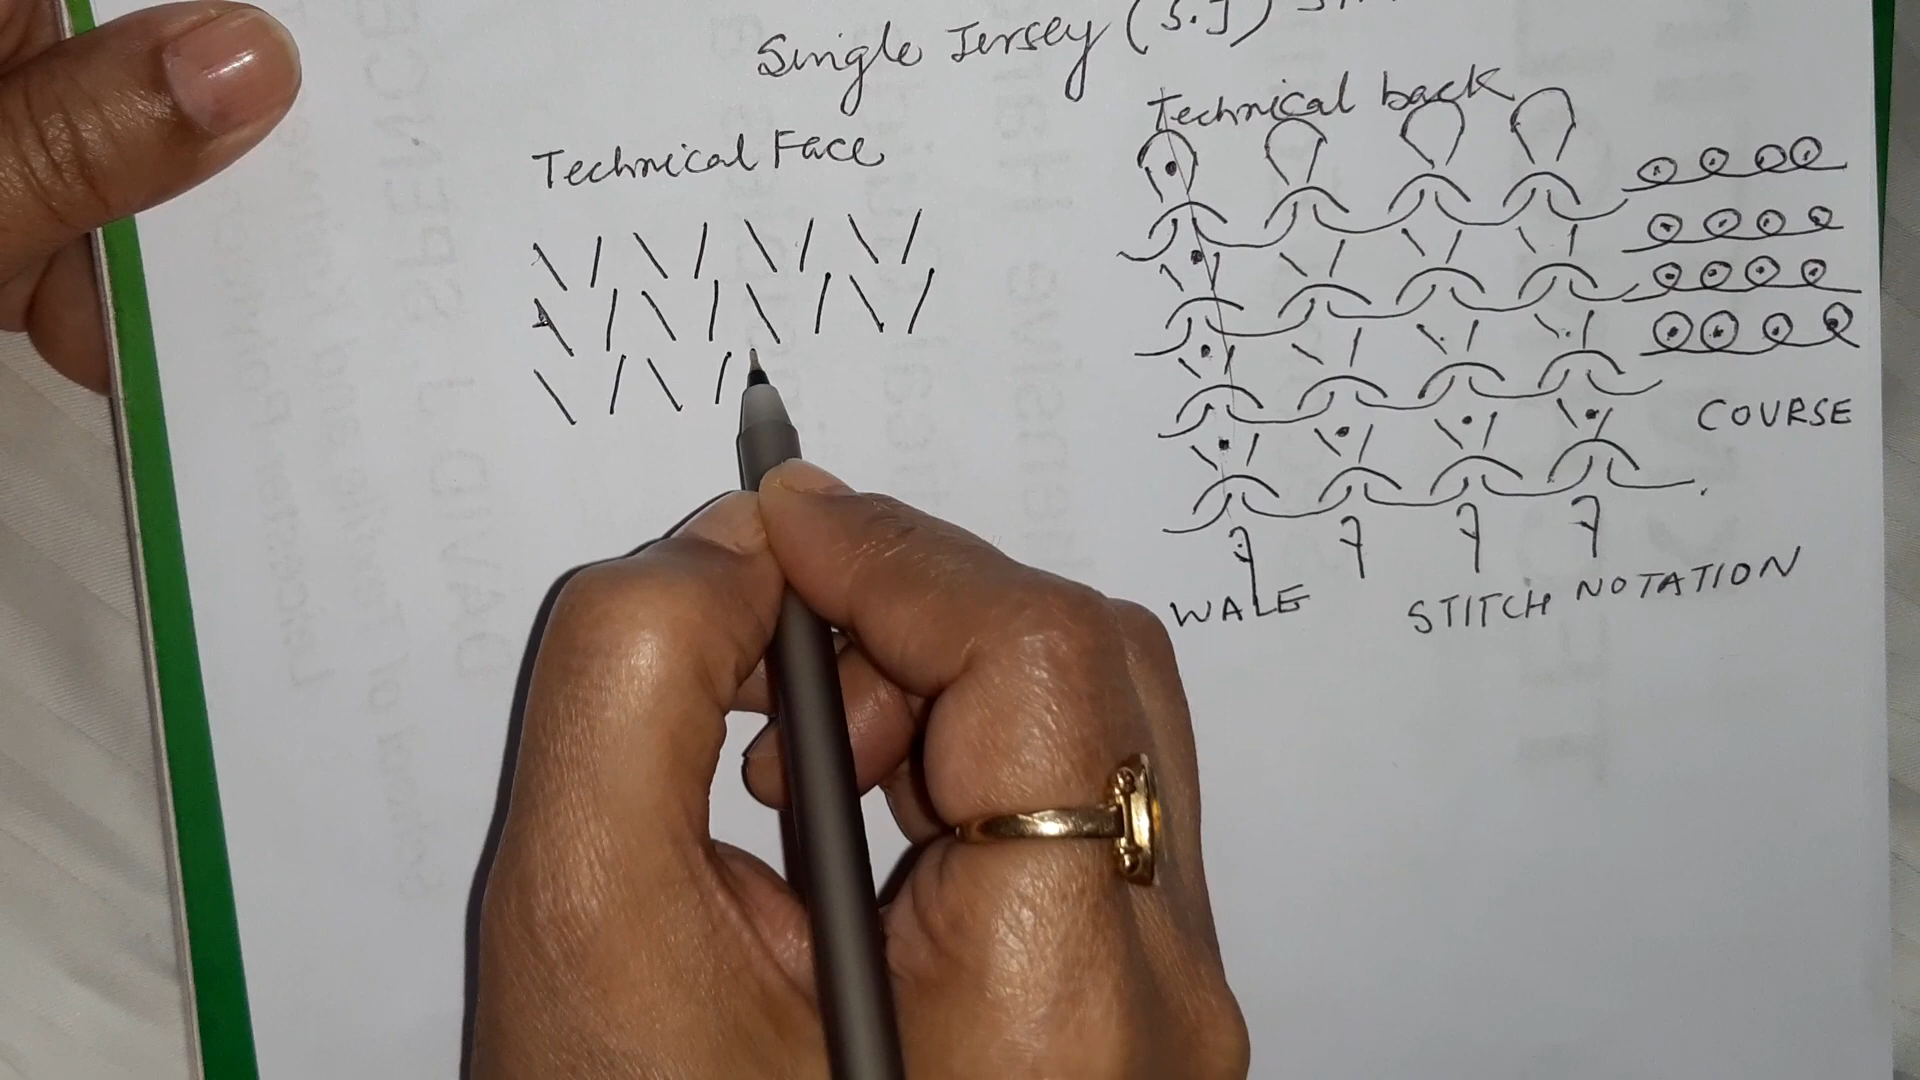 Single Jersey (S.J)
Technical Face
Technical back
COURSE
WALE
STITCH NOTATION